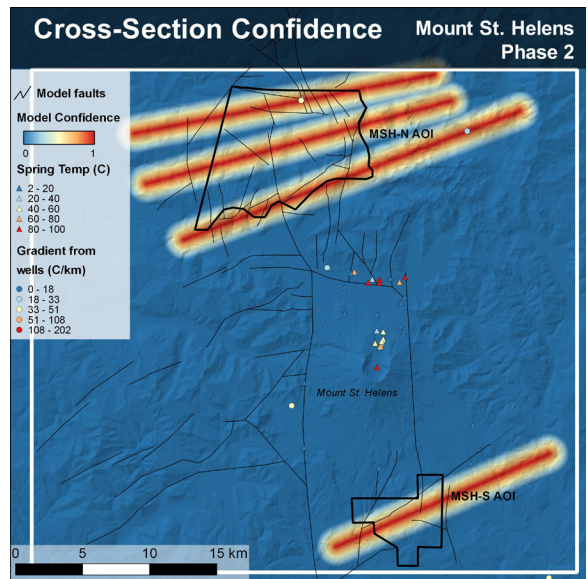 Cross-Section Confidence
Mount St. Helens
Phase 2
Model faults
Model Confidence
0 1
Spring Temp (C)
2 - 20
20 - 40
40 - 60
60 - 80
80 - 100
Gradient from
wells (C/km)
0 - 18
18 - 33
33 - 51
51 - 108
108 - 202
MSH-N AOI
Mount St. Helens
MSH-S AOI
0 5 10 15 km